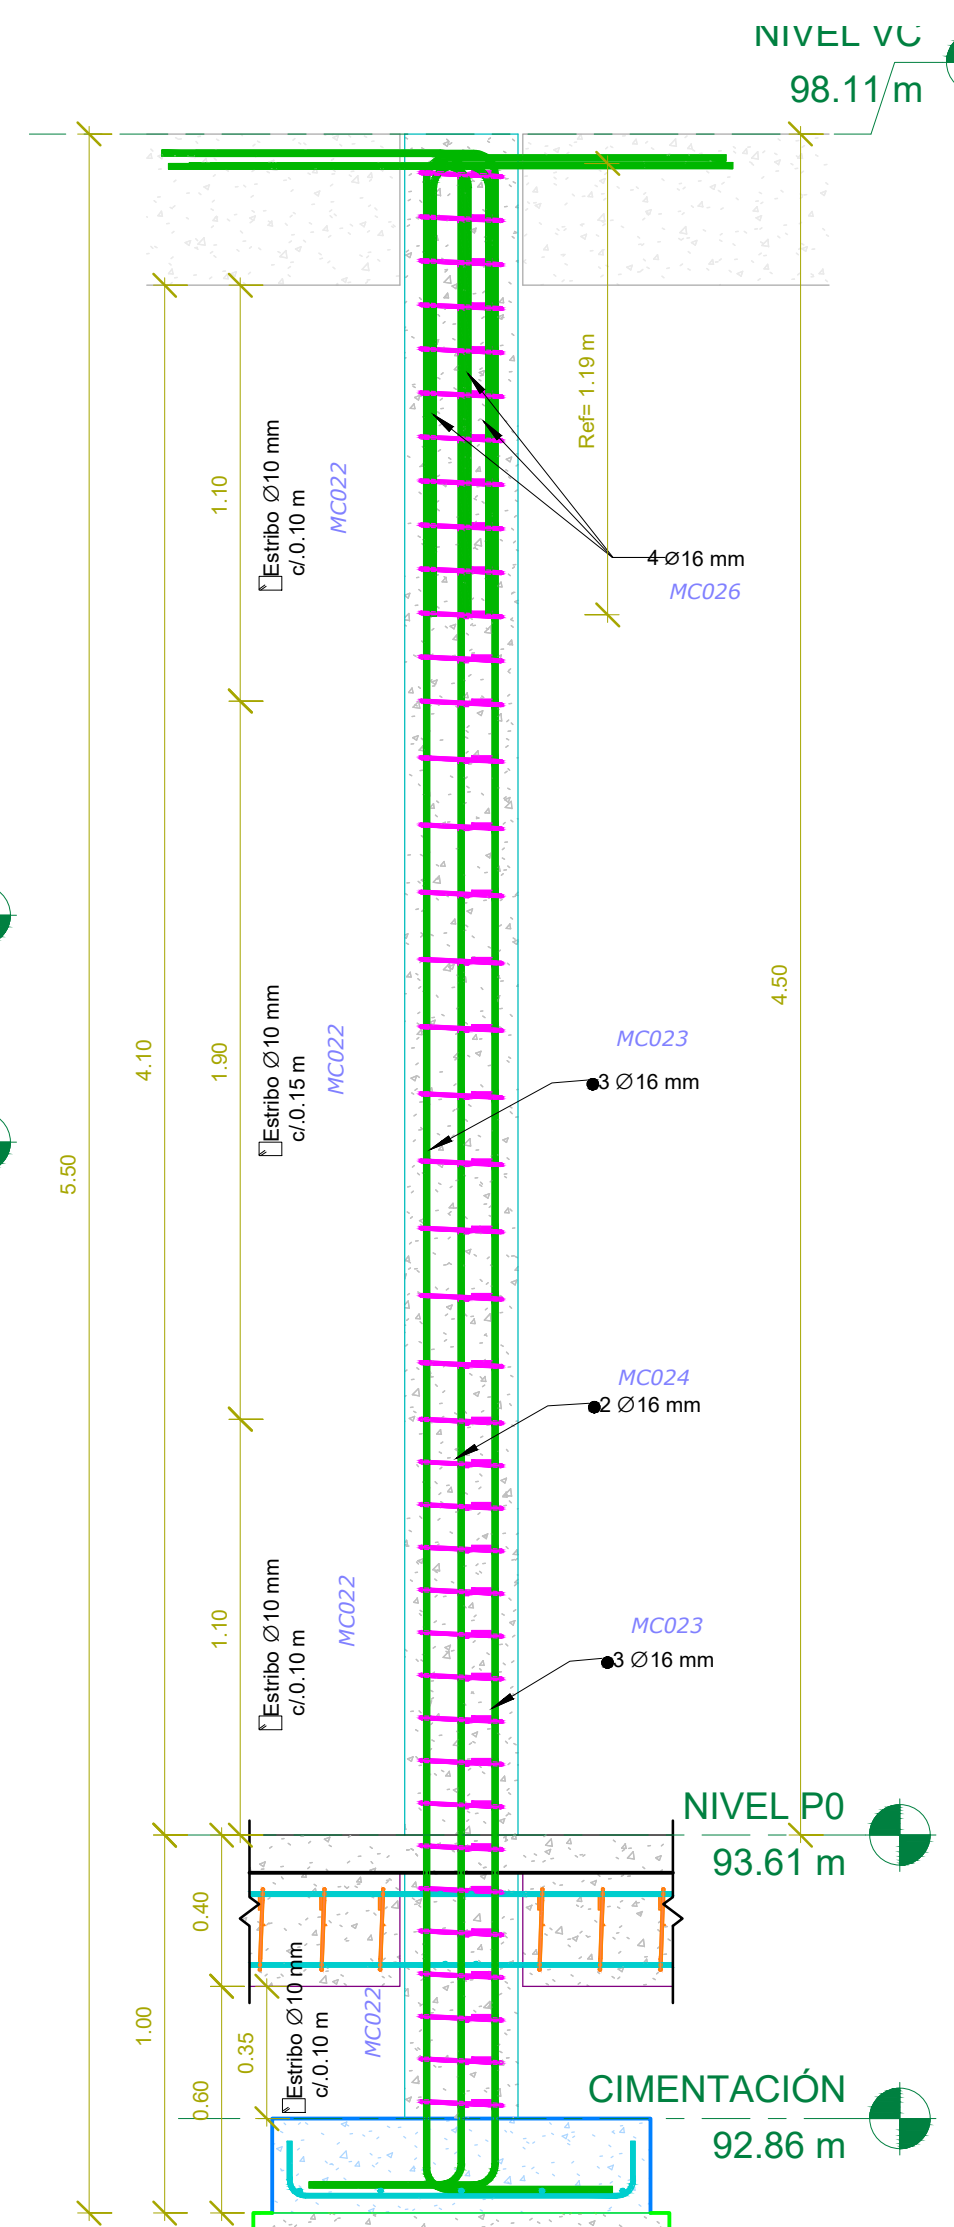 NIVEL VC
98.11 m
Ref= 1.19 m
1.10
Estribo Ø10 mm
c/.0.10 m
MC022
4 Ø16 mm
MC026
4.50
4.10
1.90
Estribo Ø10 mm
c/.0.15 m
MC022
MC023
3 Ø16 mm
5.50
MC024
2 Ø16 mm
1.10
Estribo Ø10 mm
c/.0.10 m
MC022
MC023
3 Ø16 mm
NIVEL P0
93.61 m
0.40
1.00
0.60
0.35
Estribo Ø10 mm
c/.0.10 m
MC022
CIMENTACIÓN
92.86 m